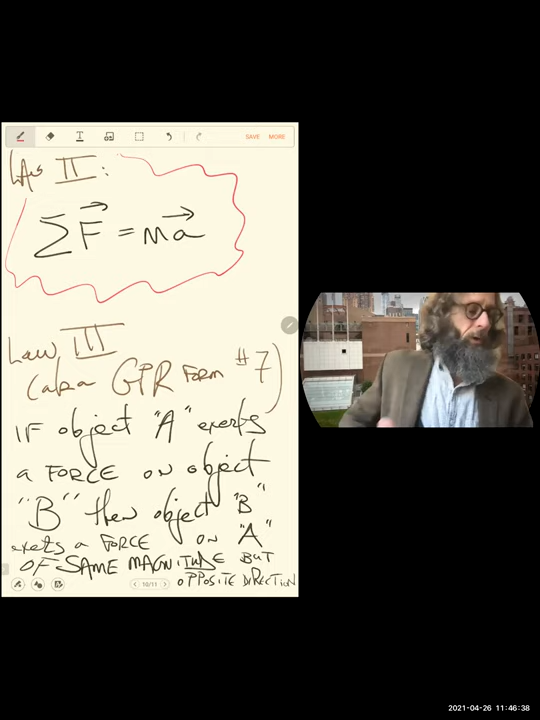 SAVE MORE
Law II:
∑F⃗ = ma⃗
Law III
(aka GPR FORM #7)
IF object "A" exerts
a FORCE ON object
"B" then object "B"
exerts a FORCE ON "A"
OF SAME MAGNITUDE BUT
OPPOSITE DIRECTION
10/11
2021-04-26 11:46:38